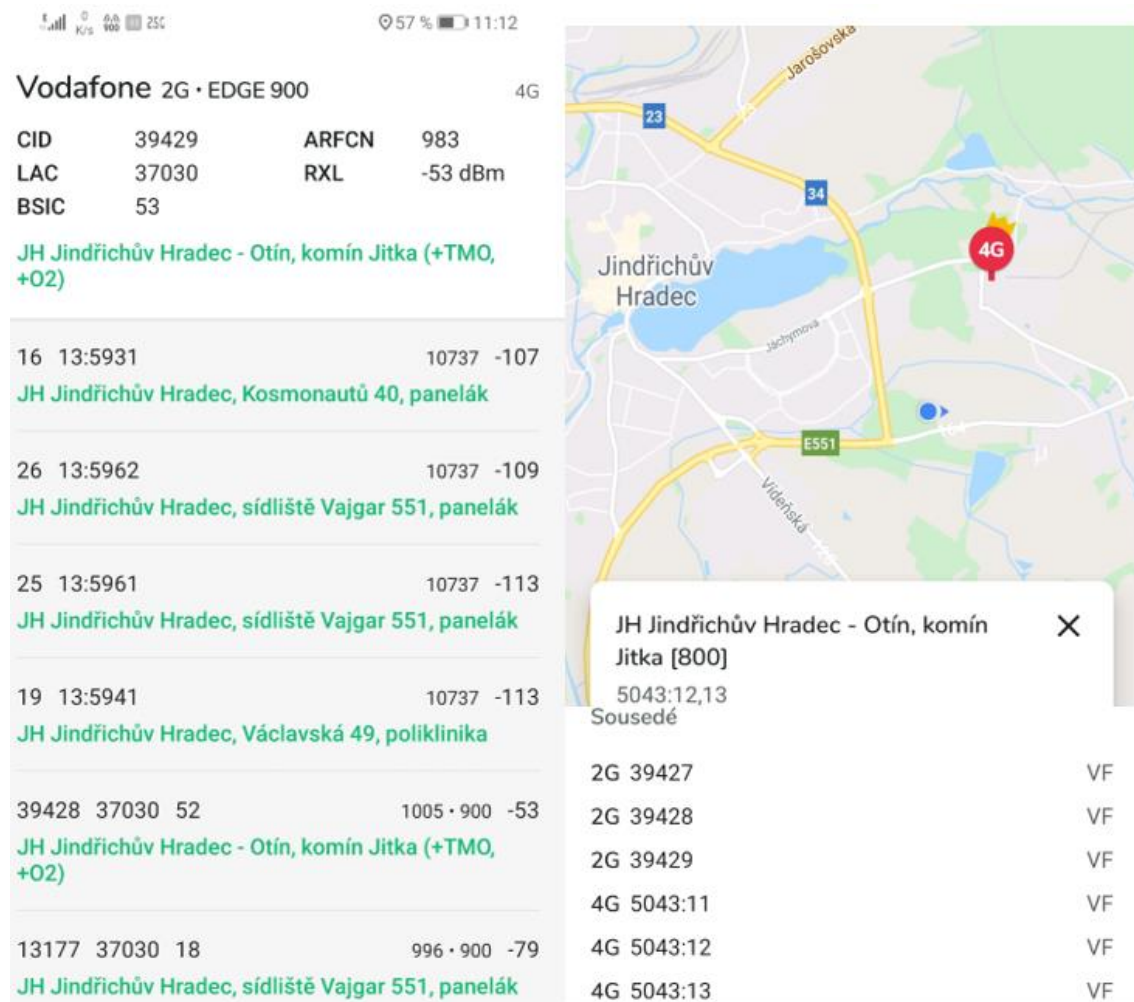 0
K/s
57 % 11:12
Vodafone 2G · EDGE 900 4G
CID 39429 ARFCN 983
LAC 37030 RXL -53 dBm
BSIC 53
JH Jindřichův Hradec - Otín, komín Jitka (+TMO,
+O2)
16 13:5931 10737 -107
JH Jindřichův Hradec, Kosmonautů 40, panelák
26 13:5962 10737 -109
JH Jindřichův Hradec, sídliště Vajgar 551, panelák
25 13:5961 10737 -113
JH Jindřichův Hradec, sídliště Vajgar 551, panelák
19 13:5941 10737 -113
JH Jindřichův Hradec, Václavská 49, poliklinika
39428 37030 52 1005 · 900 -53
JH Jindřichův Hradec - Otín, komín Jitka (+TMO,
+O2)
13177 37030 18 996 · 900 -79
JH Jindřichův Hradec, sídliště Vajgar 551, panelák
Jarošovská
23
23
34
4G
Jindřichův
Hradec
Jáchymova
164
E551
Vídeňská
JH Jindřichův Hradec - Otín, komín
Jitka [800]
5043:12,13
Sousedé
2G 39427 VF
2G 39428 VF
2G 39429 VF
4G 5043:11 VF
4G 5043:12 VF
4G 5043:13 VF